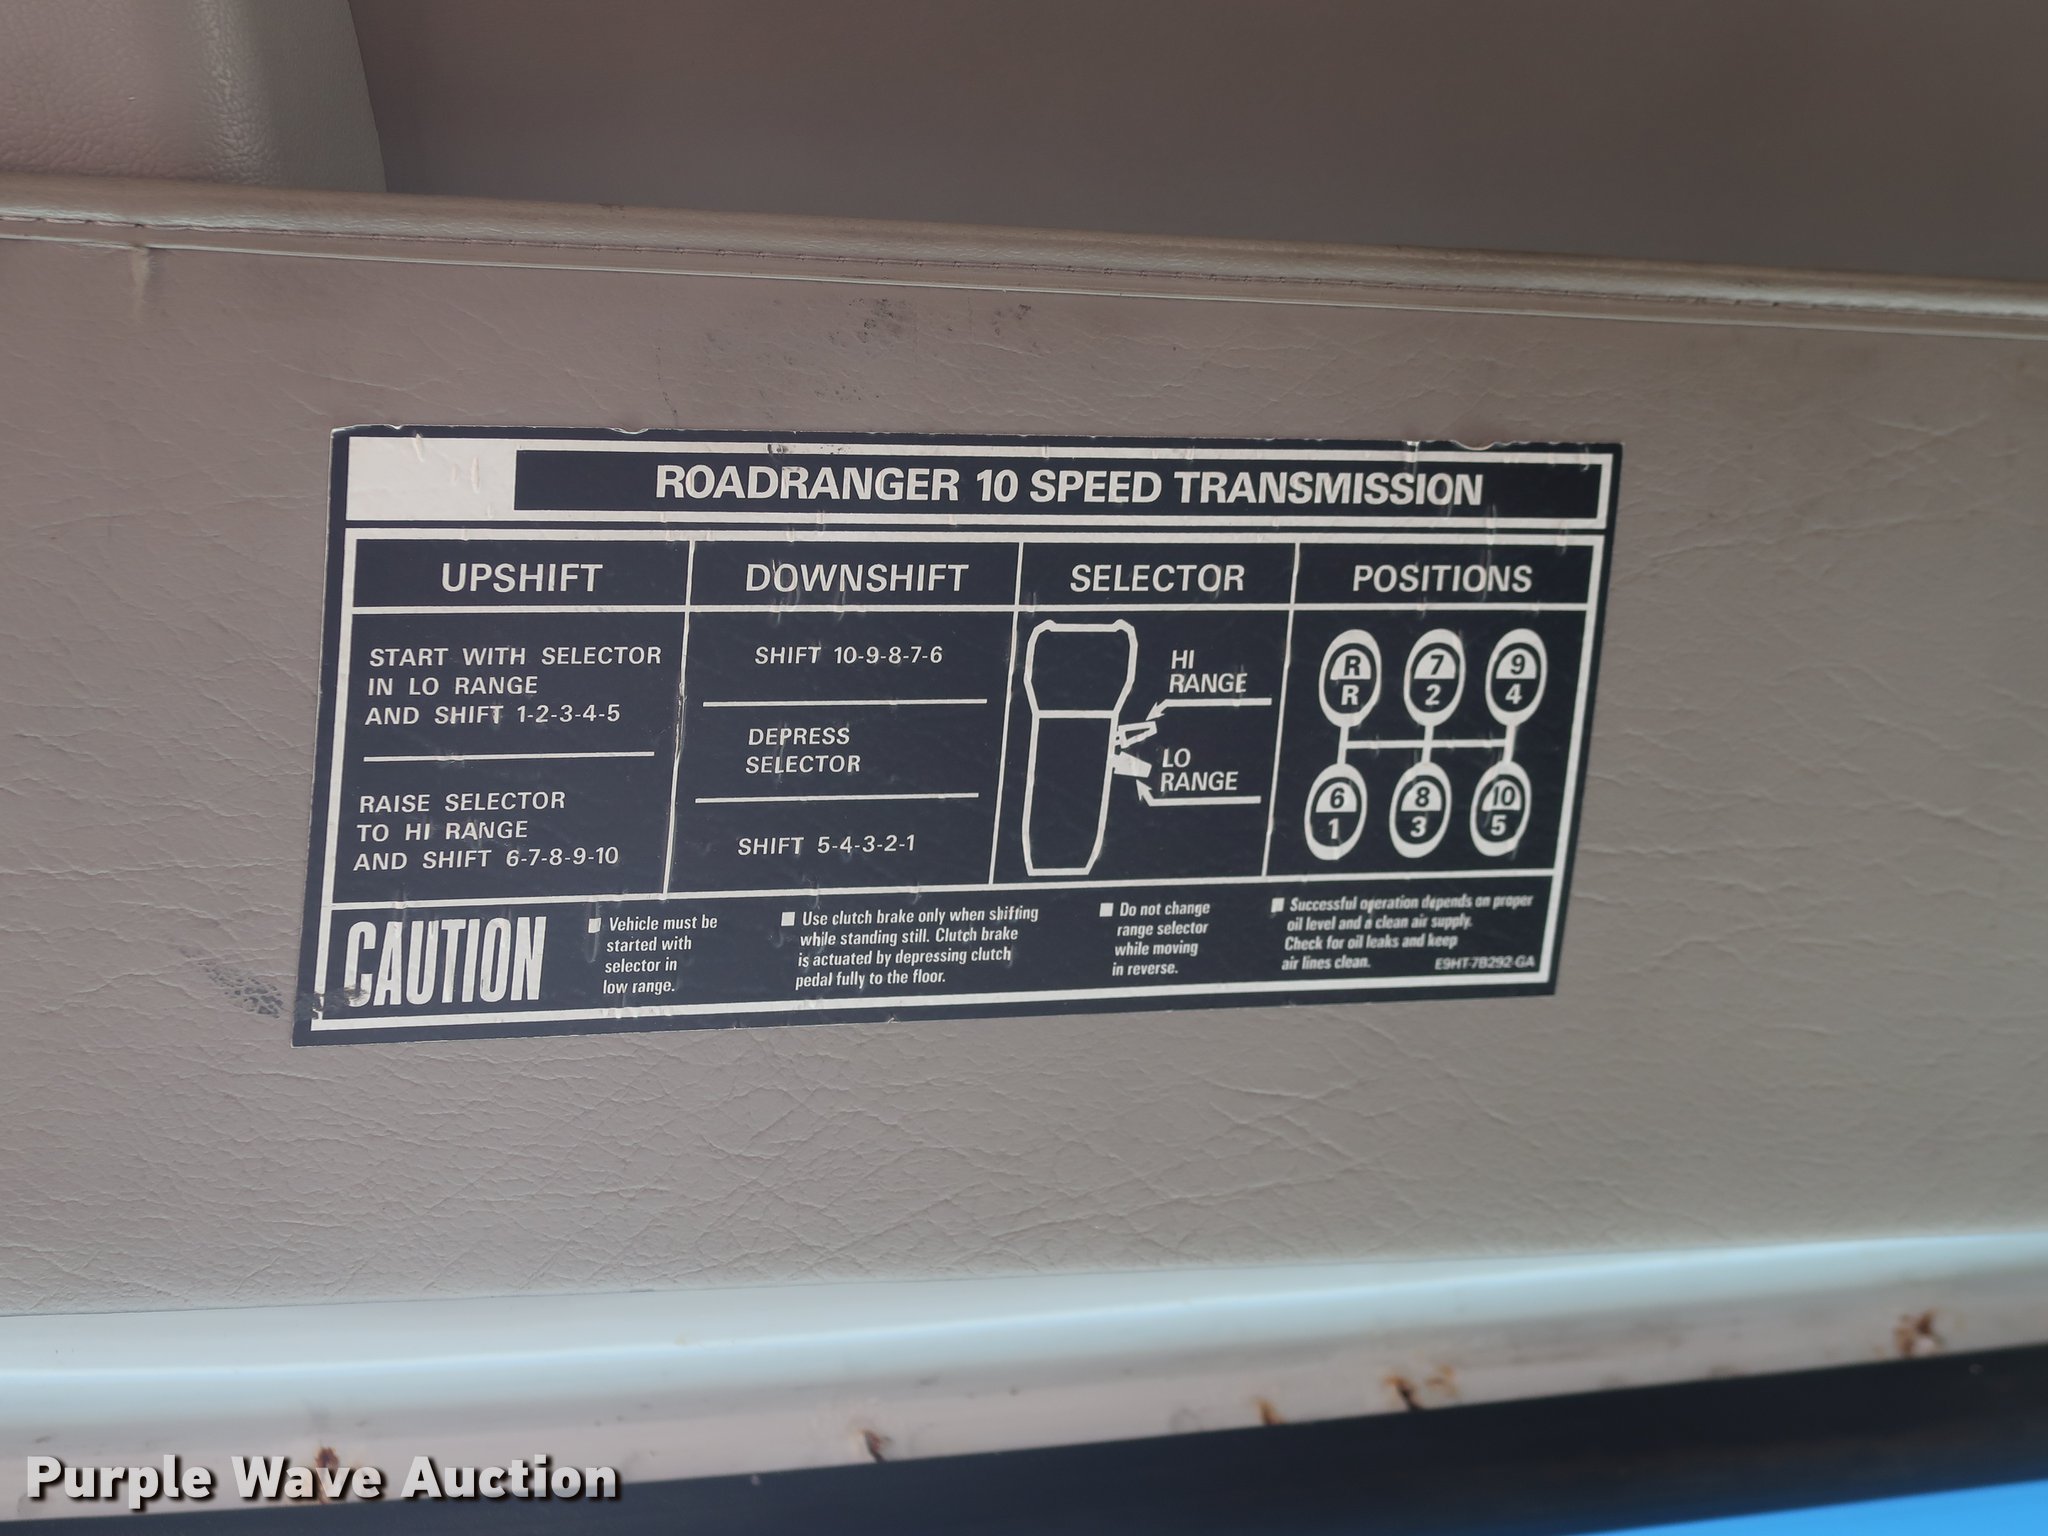 ROADRANGER 10 SPEED TRANSMISSION
UPSHIFT
START WITH SELECTOR
IN LO RANGE
AND SHIFT 1-2-3-4-5
RAISE SELECTOR
TO HI RANGE
AND SHIFT 6-7-8-9-10
DOWNSHIFT
SHIFT 10-9-8-7-6
DEPRESS
SELECTOR
SHIFT 5-4-3-2-1
SELECTOR
HI
RANGE
LO
RANGE
POSITIONS
R 7 9
R 2 4
6 8 10
1 3 5
CAUTION
Vehicle must be
started with
selector in
low range.
Use clutch brake only when shifting
while standing still. Clutch brake
is actuated by depressing clutch
pedal fully to the floor.
Do not change
range selector
while moving
in reverse.
Successful operation depends on proper
oil level and a clean air supply.
Check for oil leaks and keep
air lines clean.
E9HT-7B292-GA
Purple Wave Auction